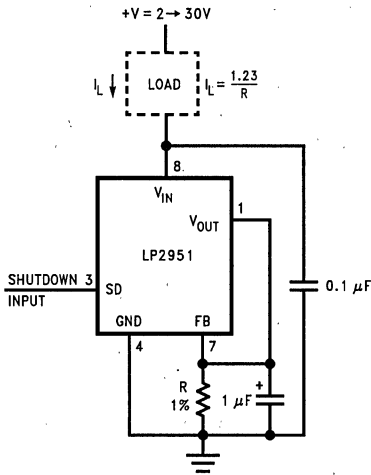 +V = 2 → 30V
I_L ↓ LOAD I_L = 1.23/R
8
V_IN
1
V_OUT
LP2951
SHUTDOWN 3
INPUT
SD
0.1 μF
GND FB
4 7
R
1%
+
1 μF